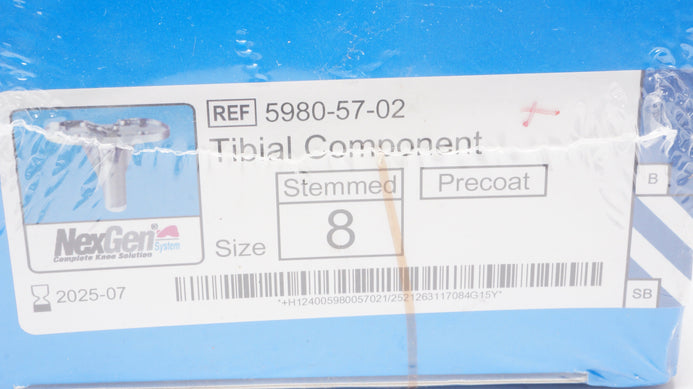 REF 5980-57-02
Tibial Component
Stemmed Precoat
Size 8
NexGen®
System
Complete Knee Solution
2025-07
*+H124005980057021/2521263117084G15Y*
B
SB